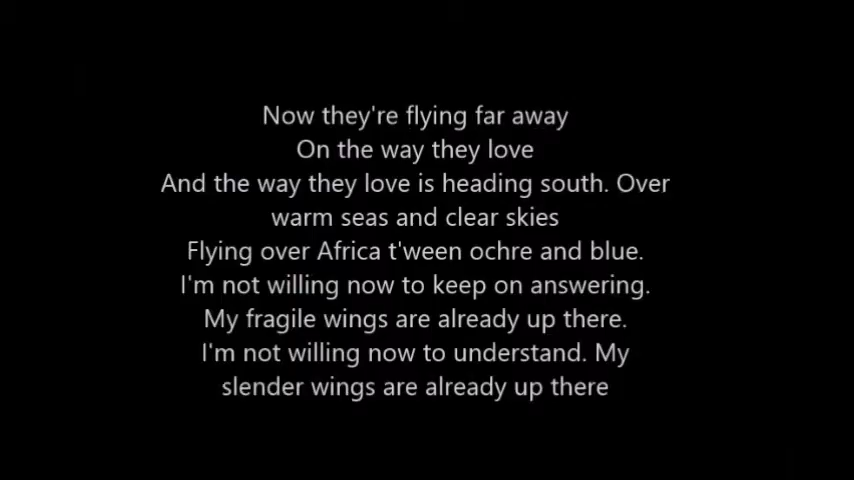 Now they're flying far away
On the way they love
And the way they love is heading south. Over
warm seas and clear skies
Flying over Africa t'ween ochre and blue.
I'm not willing now to keep on answering.
My fragile wings are already up there.
I'm not willing now to understand. My
slender wings are already up there